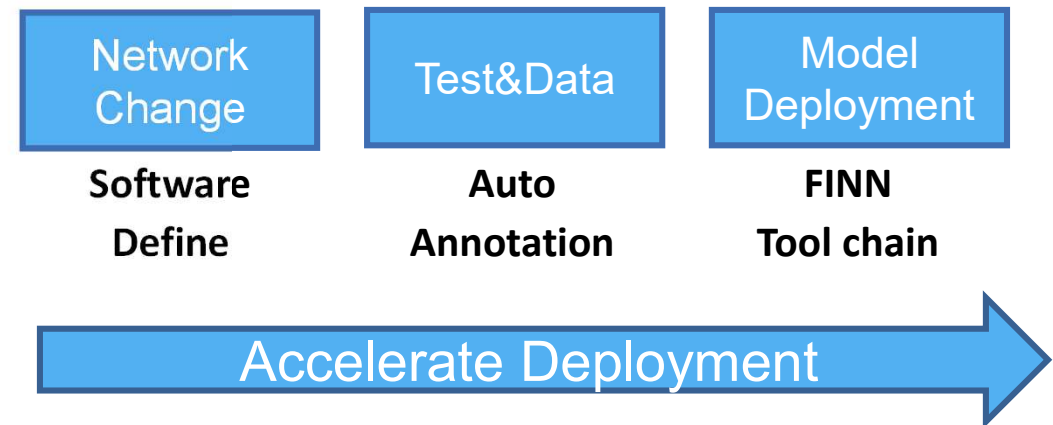 Network
Change
Test&Data
Model
Deployment
Software
Define
Auto
Annotation
FINN
Tool chain
Accelerate Deployment